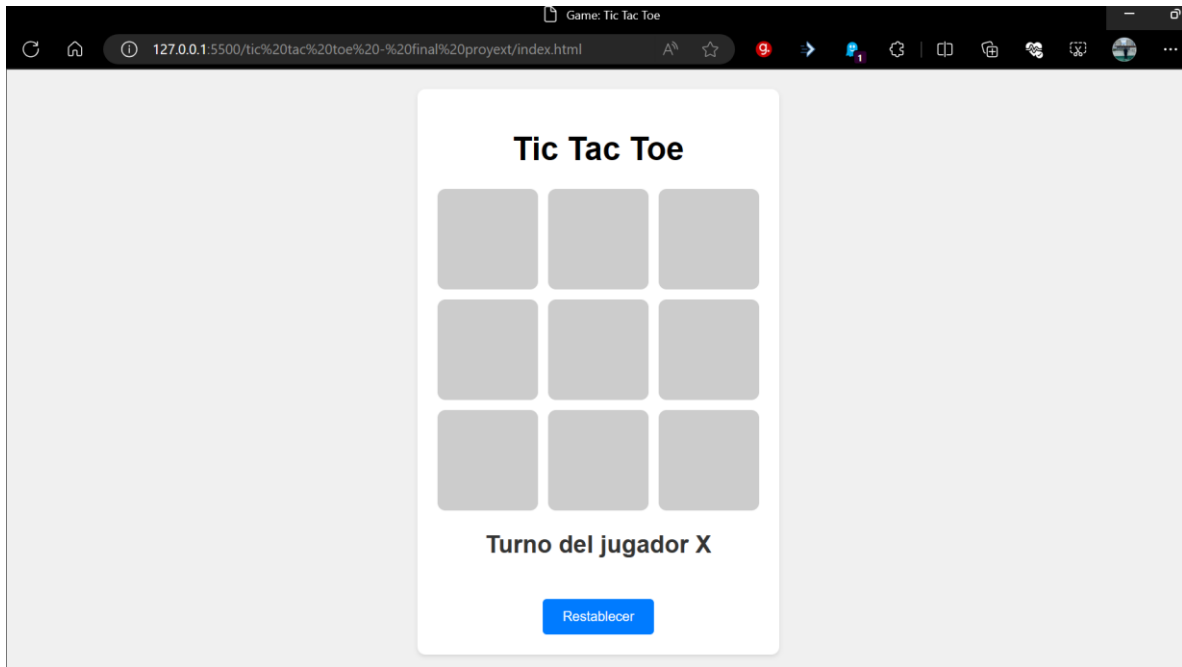 Game: Tic Tac Toe
127.0.0.1:5500/tic%20tac%20toe%20-%20final%20proyext/index.html
A
g.
1
Tic Tac Toe
Turno del jugador X
Restablecer